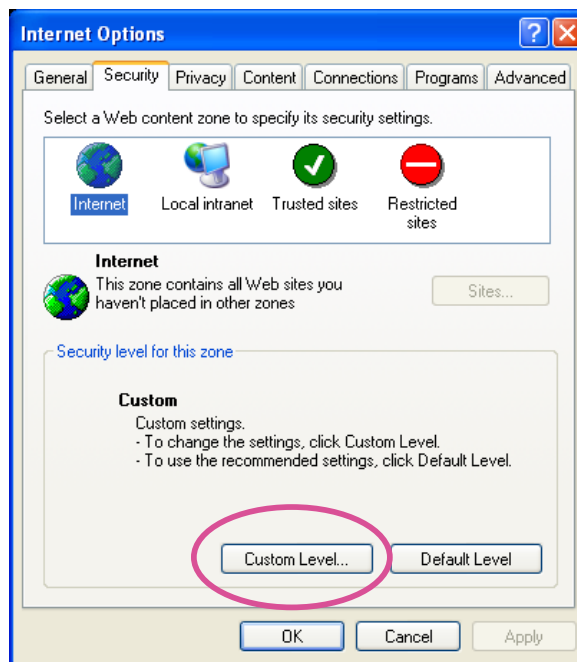 Internet Options
General Security Privacy Content Connections Programs Advanced
Select a Web content zone to specify its security settings.
Internet Local intranet Trusted sites Restricted sites
Internet
This zone contains all Web sites you
haven't placed in other zones
Sites...
Security level for this zone
Custom
Custom settings.
- To change the settings, click Custom Level.
- To use the recommended settings, click Default Level.
Custom Level... Default Level
OK Cancel Apply